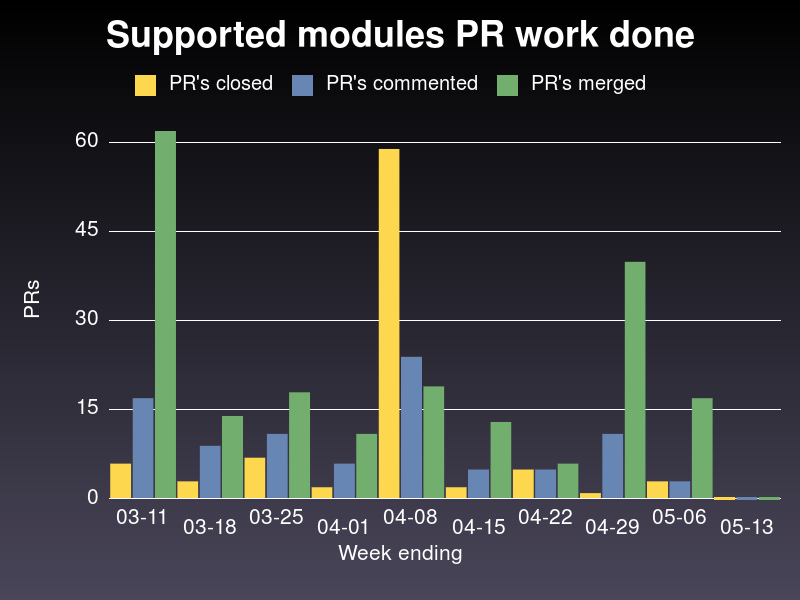 Supported modules PR work done
PR's closed PR's commented PR's merged
60
45
30
15
0
PRs
03-11 03-18 03-25 04-01 04-08 04-15 04-22 04-29 05-06 05-13
Week ending